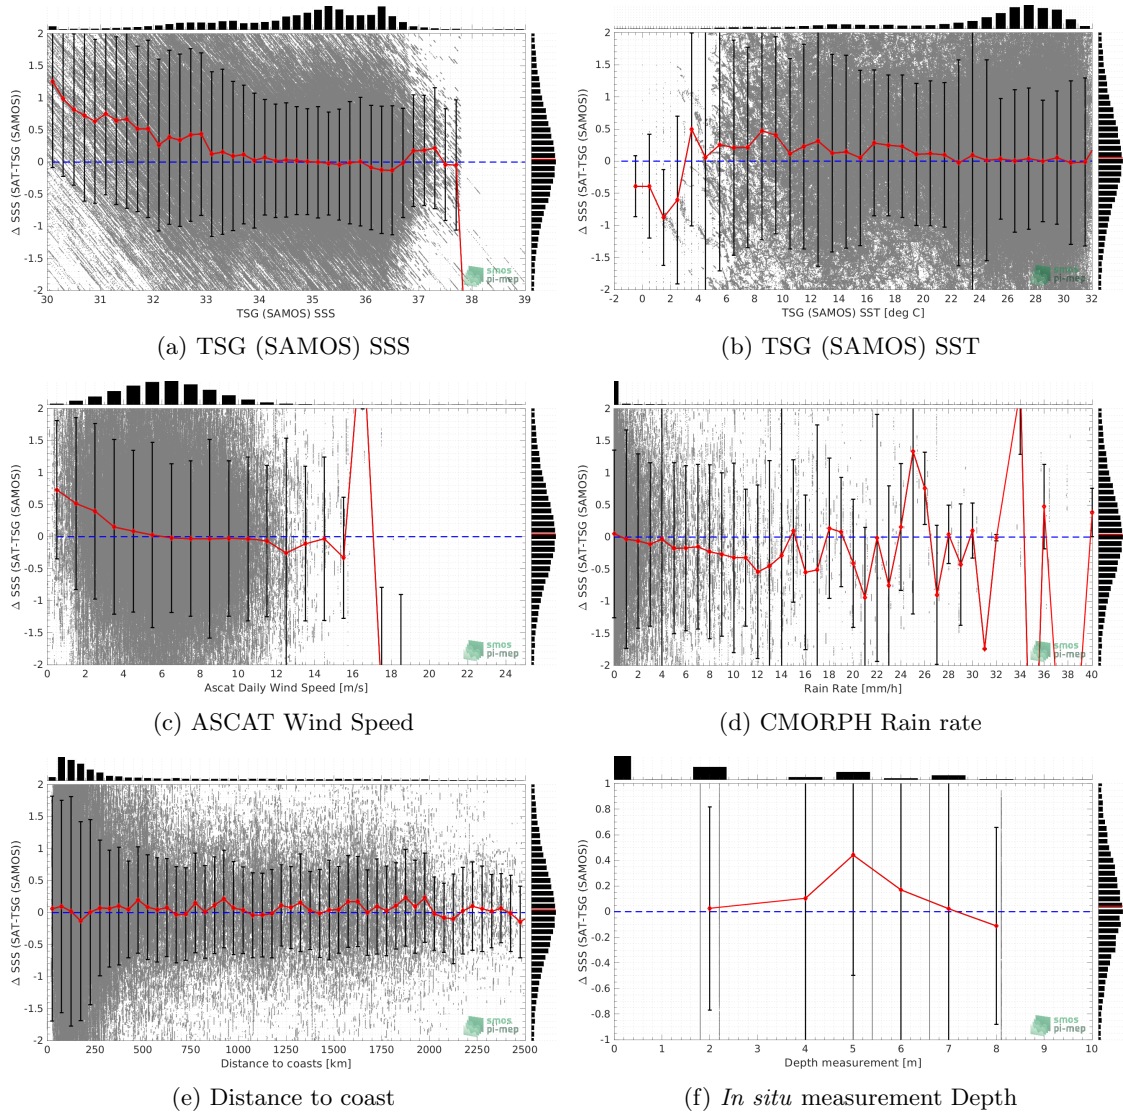 2
1.5
1
0.5
0
-0.5
-1
-1.5
-2
Δ SSS (SAT-TSG (SAMOS))
30 31 32 33 34 35 36 37 38 39
TSG (SAMOS) SSS
smos
pi-mep
(a) TSG (SAMOS) SSS
2
1.5
1
0.5
0
-0.5
-1
-1.5
-2
Δ SSS (SAT-TSG (SAMOS))
-2 0 2 4 6 8 10 12 14 16 18 20 22 24 26 28 30 32
TSG (SAMOS) SST [deg C]
smos
pi-mep
(b) TSG (SAMOS) SST
2
1.5
1
0.5
0
-0.5
-1
-1.5
-2
Δ SSS (SAT-TSG (SAMOS))
0 2 4 6 8 10 12 14 16 18 20 22 24
Ascat Daily Wind Speed [m/s]
smos
pi-mep
(c) ASCAT Wind Speed
2
1.5
1
0.5
0
-0.5
-1
-1.5
-2
Δ SSS (SAT-TSG (SAMOS))
0 2 4 6 8 10 12 14 16 18 20 22 24 26 28 30 32 34 36 38 40
Rain Rate [mm/h]
smos
pi-mep
(d) CMORPH Rain rate
2
1.5
1
0.5
0
-0.5
-1
-1.5
-2
Δ SSS (SAT-TSG (SAMOS))
0 250 500 750 1000 1250 1500 1750 2000 2250 2500
Distance to coasts [km]
smos
pi-mep
(e) Distance to coast
1
0.8
0.6
0.4
0.2
0
-0.2
-0.4
-0.6
-0.8
-1
Δ SSS (SAT-TSG (SAMOS))
0 1 2 3 4 5 6 7 8 9 10
Depth measurement [m]
smos
pi-mep
(f) In situ measurement Depth